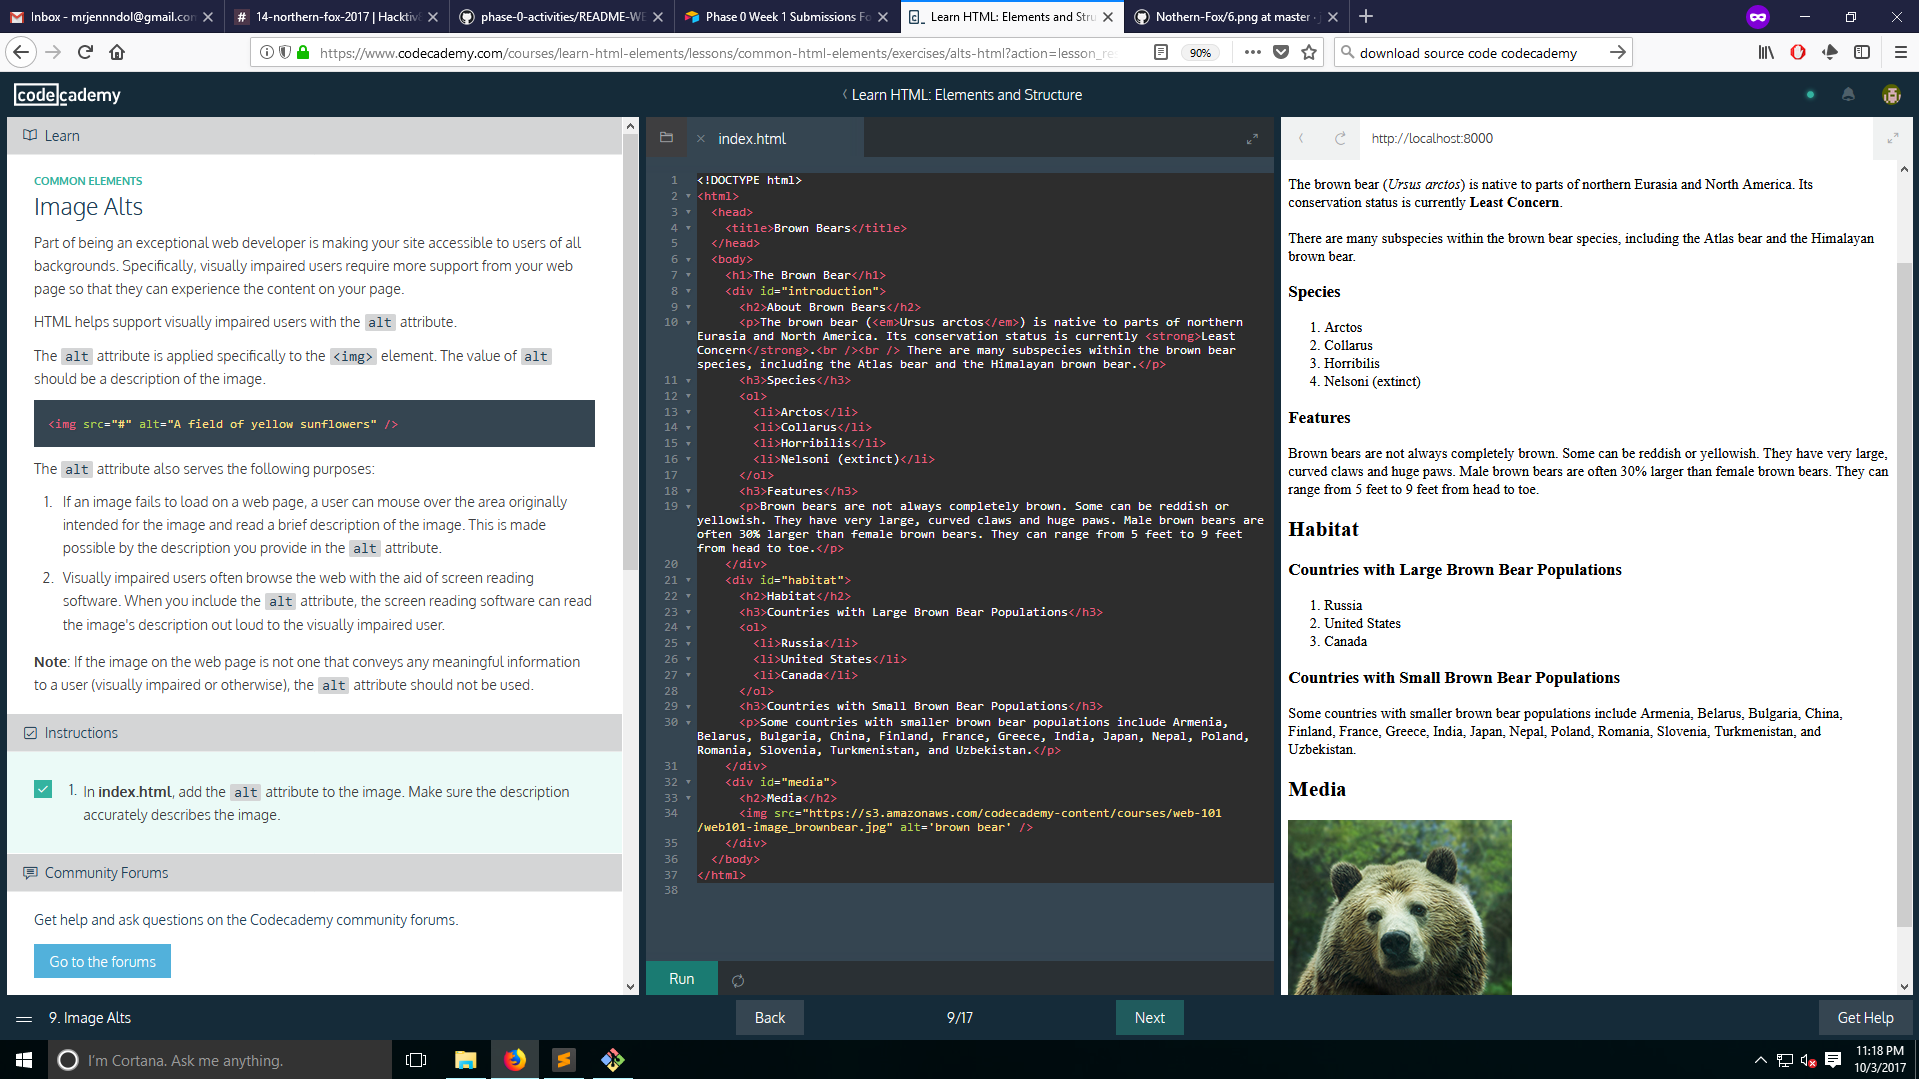 Inbox - mrjennndol@gmail.con
14-northern-fox-2017 | Hacktiv8
phase-0-activities/README-WE
Phase 0 Week 1 Submissions Fo
Learn HTML: Elements and Stru
Nothern-Fox/6.png at master ·
https://www.codecademy.com/courses/learn-html-elements/lessons/common-html-elements/exercises/alts-html?action=lesson_re
90%
download source code codecademy
codecademy
Learn HTML: Elements and Structure
Learn
COMMON ELEMENTS
Image Alts
Part of being an exceptional web developer is making your site accessible to users of all
backgrounds. Specifically, visually impaired users require more support from your web
page so that they can experience the content on your page.
HTML helps support visually impaired users with the alt attribute.
The alt attribute is applied specifically to the <img> element. The value of alt
should be a description of the image.
<img src="#" alt="A field of yellow sunflowers" />
The alt attribute also serves the following purposes:
1. If an image fails to load on a web page, a user can mouse over the area originally
intended for the image and read a brief description of the image. This is made
possible by the description you provide in the alt attribute.
2. Visually impaired users often browse the web with the aid of screen reading
software. When you include the alt attribute, the screen reading software can read
the image's description out loud to the visually impaired user.
Note: If the image on the web page is not one that conveys any meaningful information
to a user (visually impaired or otherwise), the alt attribute should not be used.
Instructions
1. In index.html, add the alt attribute to the image. Make sure the description
accurately describes the image.
Community Forums
Get help and ask questions on the Codecademy community forums.
Go to the forums
index.html
1 <!DOCTYPE html>
2 <html>
3 <head>
4 <title>Brown Bears</title>
5 </head>
6 <body>
7 <h1>The Brown Bear</h1>
8 <div id="introduction">
9 <h2>About Brown Bears</h2>
10 <p>The brown bear (<em>Ursus arctos</em>) is native to parts of northern
Eurasia and North America. Its conservation status is currently <strong>Least
Concern</strong>.<br /><br /> There are many subspecies within the brown bear
species, including the Atlas bear and the Himalayan brown bear.</p>
11 <h3>Species</h3>
12 <ol>
13 <li>Arctos</li>
14 <li>Collarus</li>
15 <li>Horribilis</li>
16 <li>Nelsoni (extinct)</li>
17 </ol>
18 <h3>Features</h3>
19 <p>Brown bears are not always completely brown. Some can be reddish or
yellowish. They have very large, curved claws and huge paws. Male brown bears are
often 30% larger than female brown bears. They can range from 5 feet to 9 feet
from head to toe.</p>
20 </div>
21 <div id="habitat">
22 <h2>Habitat</h2>
23 <h3>Countries with Large Brown Bear Populations</h3>
24 <ol>
25 <li>Russia</li>
26 <li>United States</li>
27 <li>Canada</li>
28 </ol>
29 <h3>Countries with Small Brown Bear Populations</h3>
30 <p>Some countries with smaller brown bear populations include Armenia,
Belarus, Bulgaria, China, Finland, France, Greece, India, Japan, Nepal, Poland,
Romania, Slovenia, Turkmenistan, and Uzbekistan.</p>
31 </div>
32 <div id="media">
33 <h2>Media</h2>
34 <img src="https://s3.amazonaws.com/codecademy-content/courses/web-101
/web101-image_brownbear.jpg" alt='brown bear' />
35 </div>
36 </body>
37 </html>
38
Run
http://localhost:8000
The brown bear (Ursus arctos) is native to parts of northern Eurasia and North America. Its
conservation status is currently Least Concern.
There are many subspecies within the brown bear species, including the Atlas bear and the Himalayan
brown bear.
Species
1. Arctos
2. Collarus
3. Horribilis
4. Nelsoni (extinct)
Features
Brown bears are not always completely brown. Some can be reddish or yellowish. They have very large,
curved claws and huge paws. Male brown bears are often 30% larger than female brown bears. They can
range from 5 feet to 9 feet from head to toe.
Habitat
Countries with Large Brown Bear Populations
1. Russia
2. United States
3. Canada
Countries with Small Brown Bear Populations
Some countries with smaller brown bear populations include Armenia, Belarus, Bulgaria, China,
Finland, France, Greece, India, Japan, Nepal, Poland, Romania, Slovenia, Turkmenistan, and
Uzbekistan.
Media
9. Image Alts
Back
9/17
Next
Get Help
I'm Cortana. Ask me anything.
11:18 PM
10/3/2017